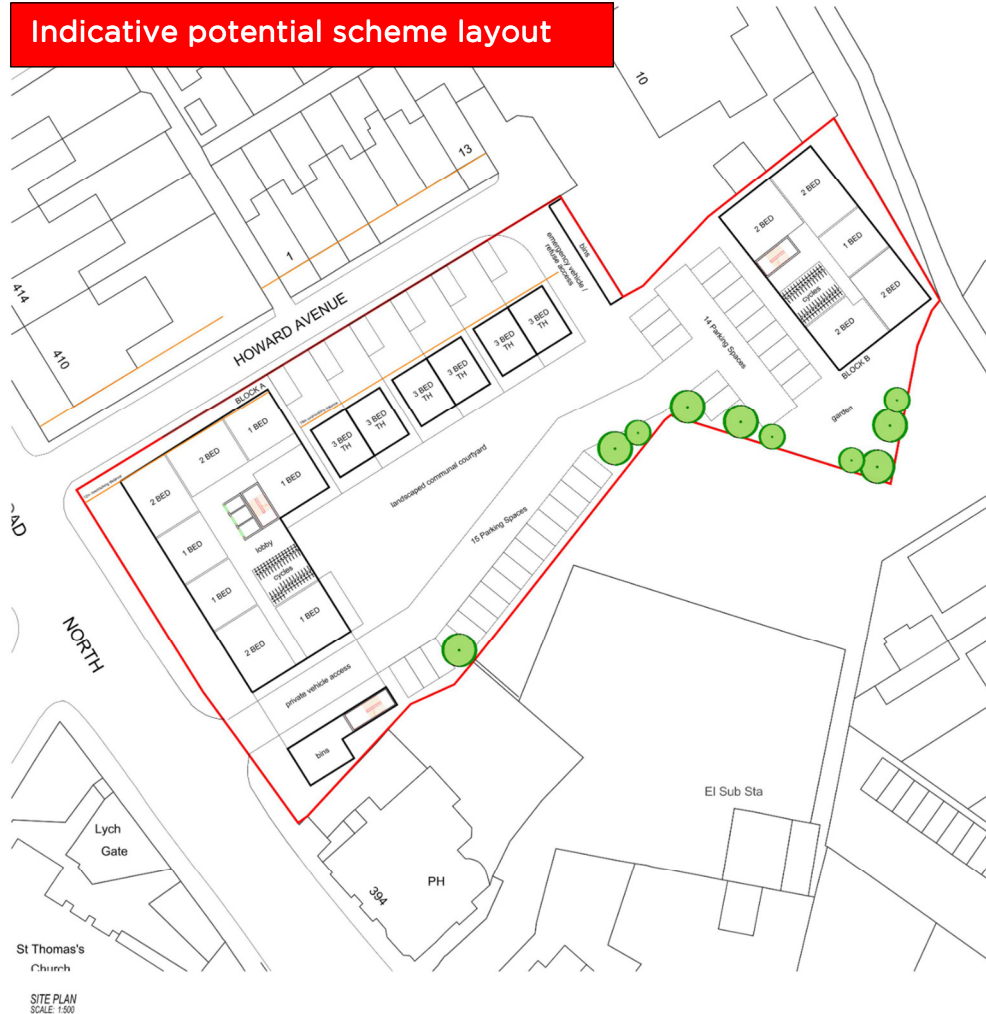 Indicative potential scheme layout
10
13
1
414
410
HOWARD AVENUE
bins
emergency vehicle /
refuse access
2 BED
2 BED
1 BED
2 BED
2 BED
cycles
BLOCK B
14 Parking Spaces
garden
3 BED
TH
3 BED
TH
3 BED
TH
3 BED
TH
3 BED
TH
3 BED
TH
BLOCK A
1 BED
2 BED
1 BED
2 BED
1 BED
1 BED
2 BED
1 BED
lobby
cycles
landscaped communal courtyard
15 Parking Spaces
private vehicle access
bins
OAD
NORTH
El Sub Sta
Lych
Gate
PH
394
St Thomas's
Church
SITE PLAN
SCALE: 1:500